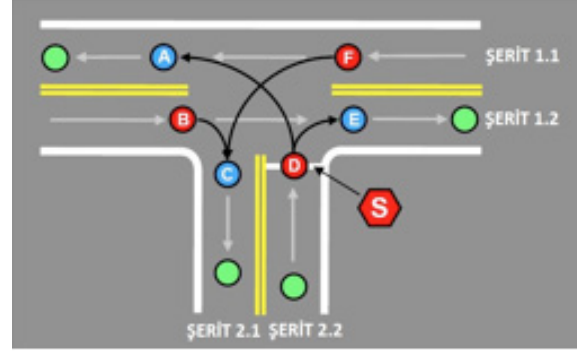 A
F
ŞERİT 1.1
B
E
ŞERİT 1.2
C
D
S
ŞERİT 2.1 ŞERİT 2.2